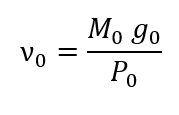 ν₀ = M₀ g₀ / P₀